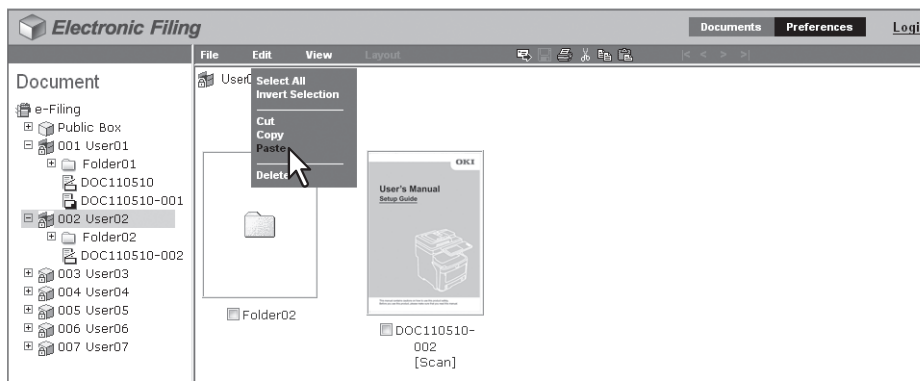 Electronic Filing
Documents
Preferences
Logi
File
Edit
View
Layout
|< < > >|
Document
e-Filing
Public Box
001 User01
Folder01
DOC110510
DOC110510-001
002 User02
Folder02
DOC110510-002
003 User03
004 User04
005 User05
006 User06
007 User07
User0
Select All
Invert Selection
Cut
Copy
Paste
Delete
Folder02
OKI
User's Manual
Setup Guide
DOC110510-
002
[Scan]